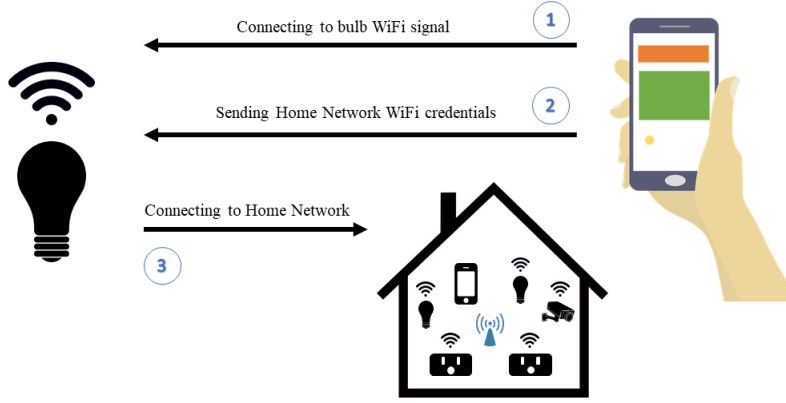 Connecting to bulb WiFi signal
1
Sending Home Network WiFi credentials
2
Connecting to Home Network
3